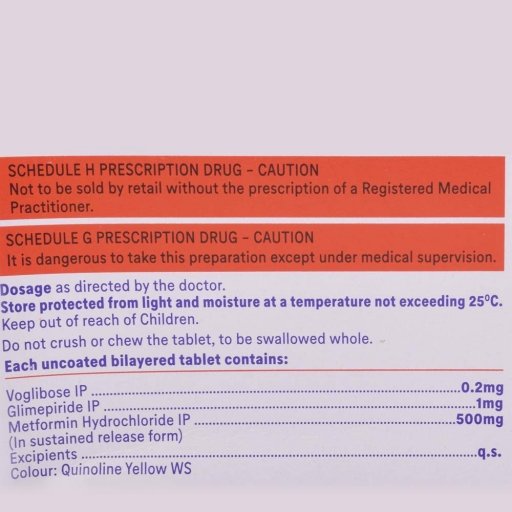 SCHEDULE H PRESCRIPTION DRUG - CAUTION
Not to be sold by retail without the prescription of a Registered Medical
Practitioner.
SCHEDULE G PRESCRIPTION DRUG - CAUTION
It is dangerous to take this preparation except under medical supervision.
Dosage as directed by the doctor.
Store protected from light and moisture at a temperature not exceeding 25ºC.
Keep out of reach of Children.
Do not crush or chew the tablet, to be swallowed whole.
Each uncoated bilayered tablet contains:
Voglibose IP ........................................ 0.2mg
Glimepiride IP ........................................ 1mg
Metformin Hydrochloride IP ........................................ 500mg
(In sustained release form)
Excipients ........................................ q.s.
Colour: Quinoline Yellow WS